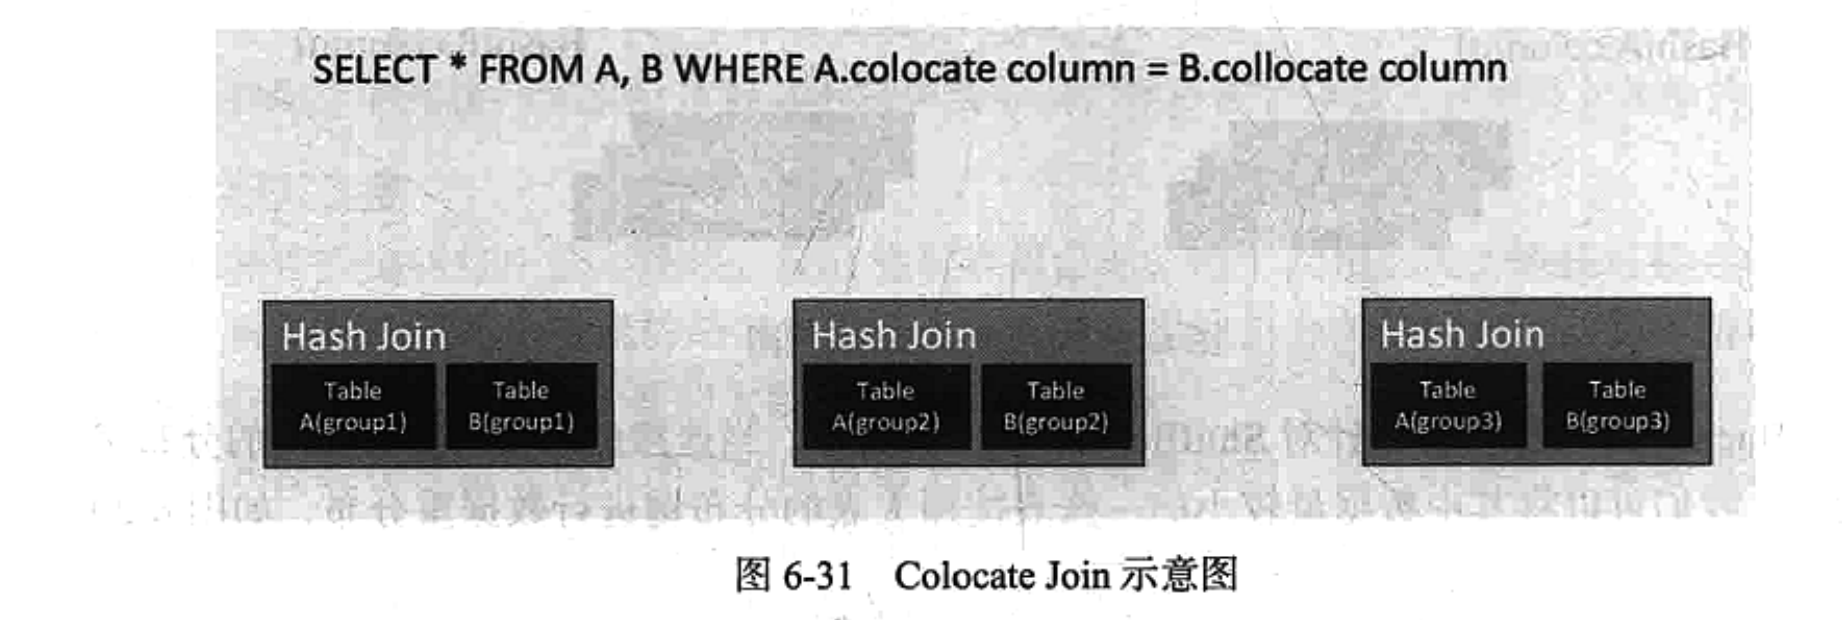 SELECT * FROM A, B WHERE A.colocate column = B.collocate column
Hash Join
Table
A(group1)
Table
B(group1)
Hash Join
Table
A(group2)
Table
B(group2)
Hash Join
Table
A(group3)
Table
B(group3)
图 6-31 Colocate Join 示意图